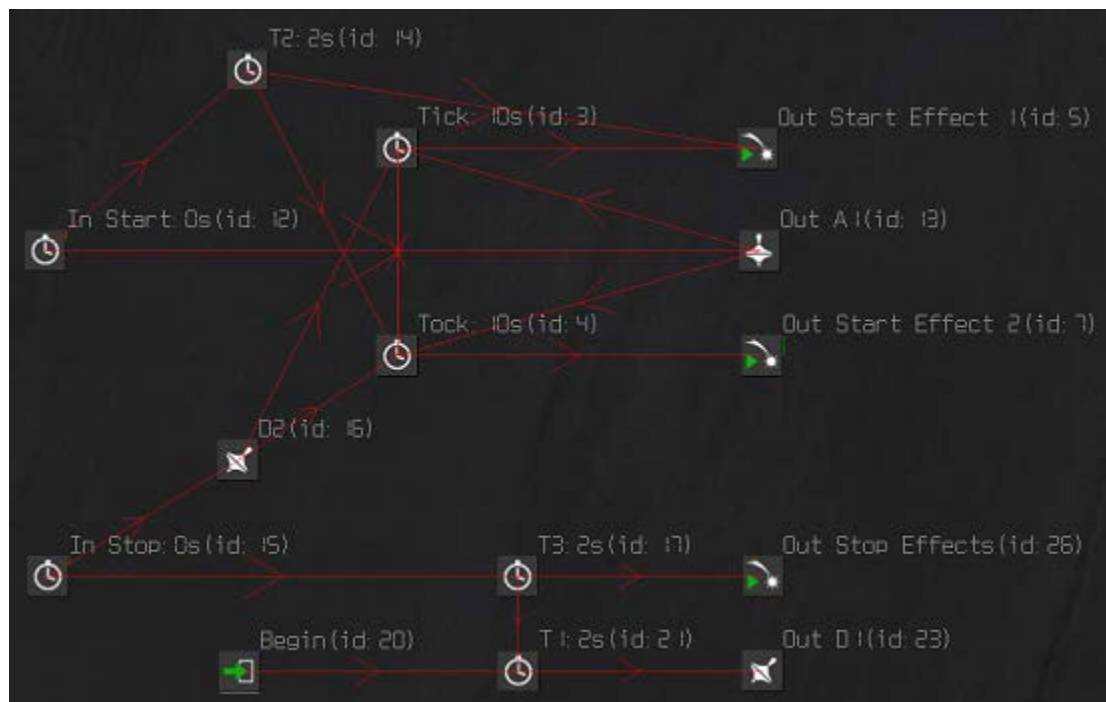 T2: 2s(id: 14)
Tick: 10s(id: 3)
Out Start Effect 1(id: 5)
In Start: 0s(id: 12)
Out A1(id: 13)
Tock: 10s(id: 4)
Out Start Effect 2(id: 7)
D2(id: 16)
In Stop: 0s(id: 15)
T3: 2s(id: 17)
Out Stop Effects(id: 26)
Begin(id: 20)
T1: 2s(id: 21)
Out D1(id: 23)